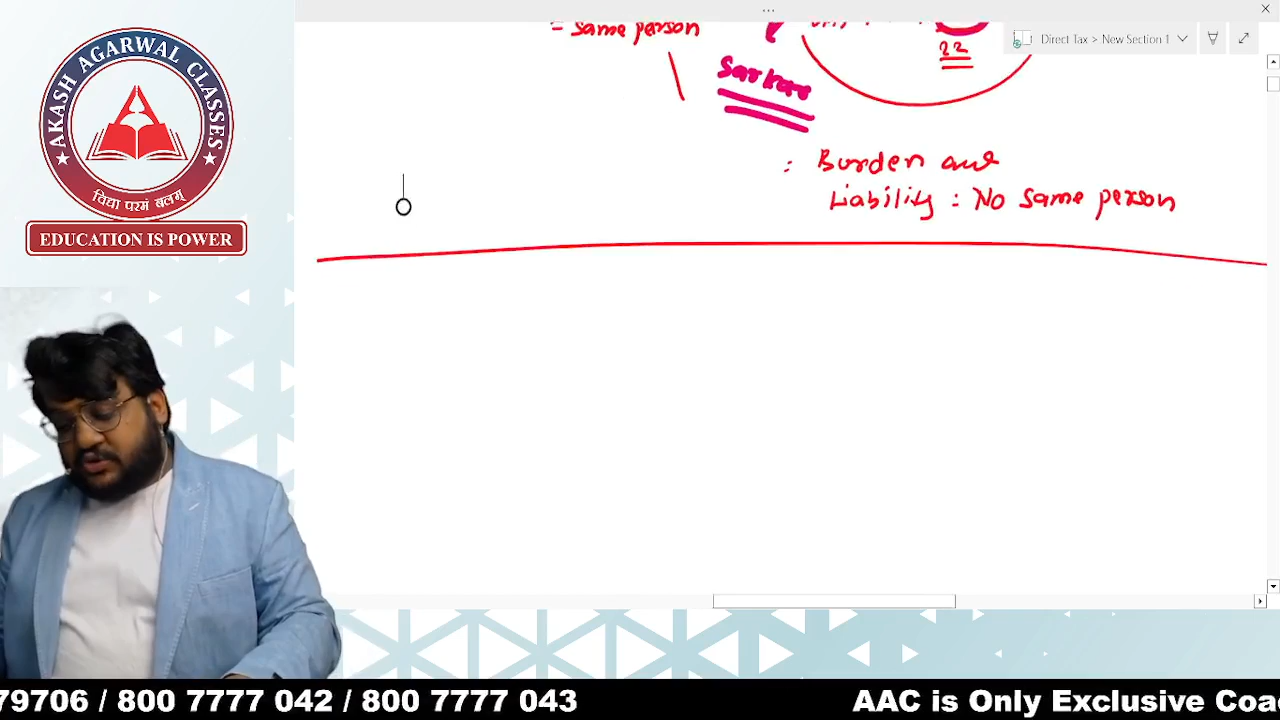 AKASH AGARWAL CLASSES
विद्या परमं बलम्
EDUCATION IS POWER
Direct Tax > New Section 1
= same person
22
Sarkar
: Burden and
Liability : No same person
79706 / 800 7777 042 / 800 7777 043
AAC is Only Exclusive Coa